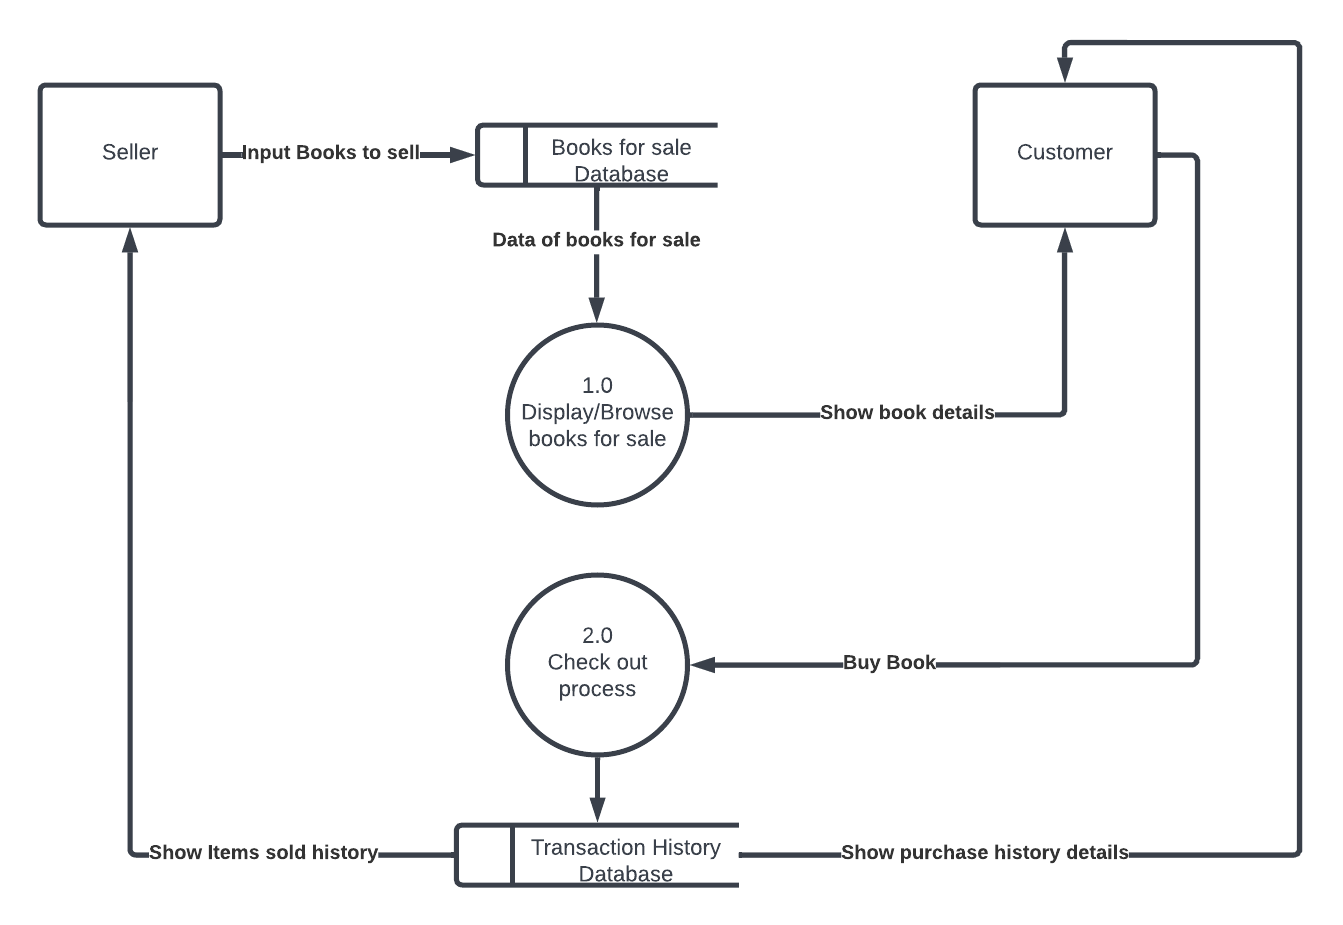 Seller
Input Books to sell
Books for sale
Database
Customer
Data of books for sale
1.0
Display/Browse
books for sale
Show book details
2.0
Check out
process
Buy Book
Show Items sold history
Transaction History
Database
Show purchase history details